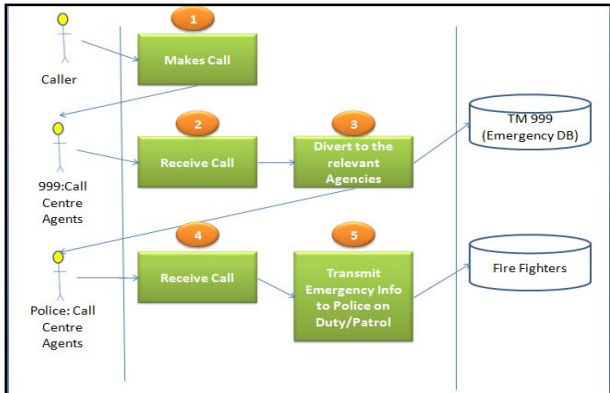 1
Makes Call
Caller
2
Receive Call
3
Divert to the
relevant
Agencies
TM 999
(Emergency DB)
999:Call
Centre
Agents
4
Receive Call
5
Transmit
Emergency Info
to Police on
Duty/Patrol
Fire Fighters
Police: Call
Centre
Agents